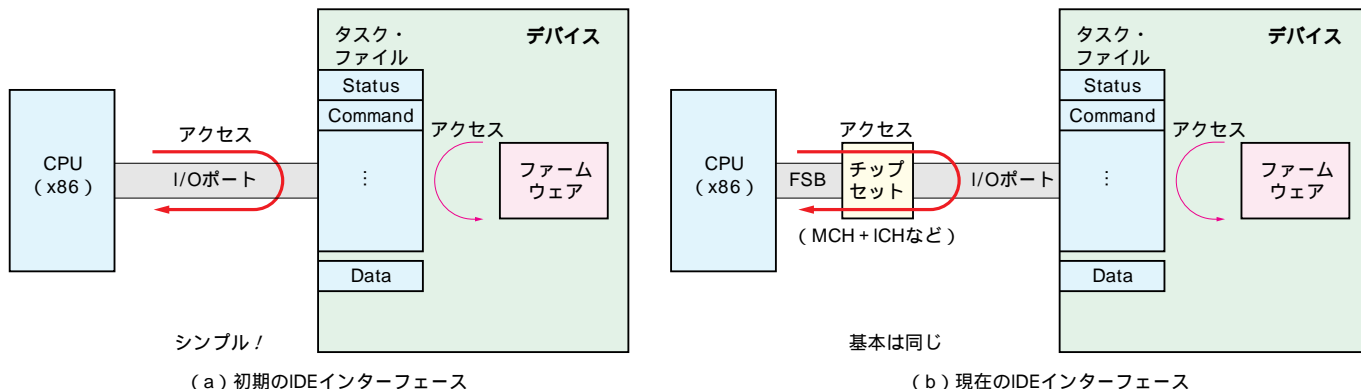 タスク・
ファイル
デバイス
Status
Command
CPU
（x86）
アクセス
I/Oポート
⋮
アクセス
ファーム
ウェア
Data
シンプル！
（a）初期のIDEインターフェース
タスク・
ファイル
デバイス
Status
Command
CPU
（x86）
アクセス
FSB
チップ
セット
I/Oポート
⋮
アクセス
ファーム
ウェア
（MCH＋ICHなど）
Data
基本は同じ
（b）現在のIDEインターフェース